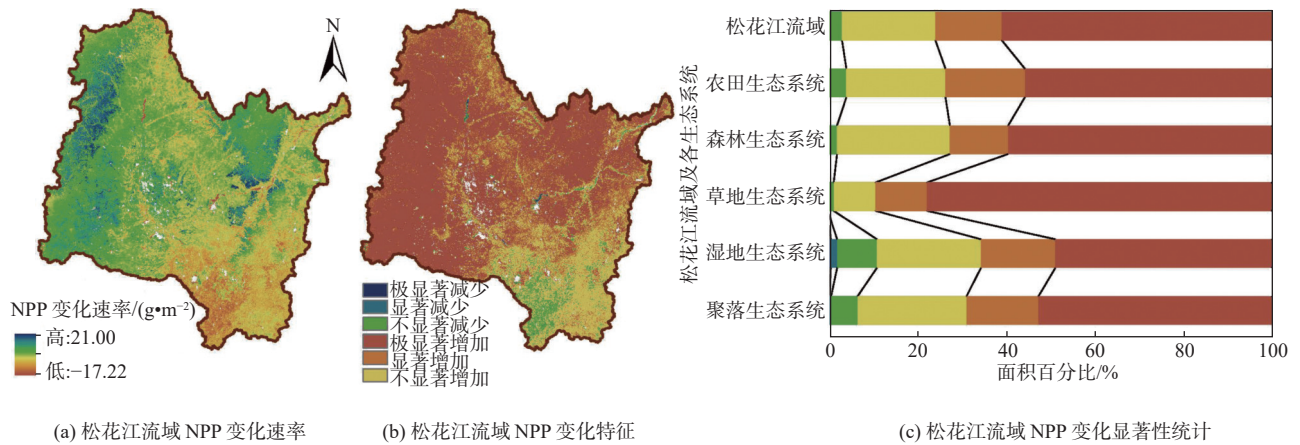 N
NPP 变化速率/(g•m⁻²)
高:21.00
低:−17.22
极显著减少
显著减少
不显著减少
极显著增加
显著增加
不显著增加
松花江流域及各生态系统
松花江流域
农田生态系统
森林生态系统
草地生态系统
湿地生态系统
聚落生态系统
0 20 40 60 80 100
面积百分比/%
(a) 松花江流域 NPP 变化速率
(b) 松花江流域 NPP 变化特征
(c) 松花江流域 NPP 变化显著性统计